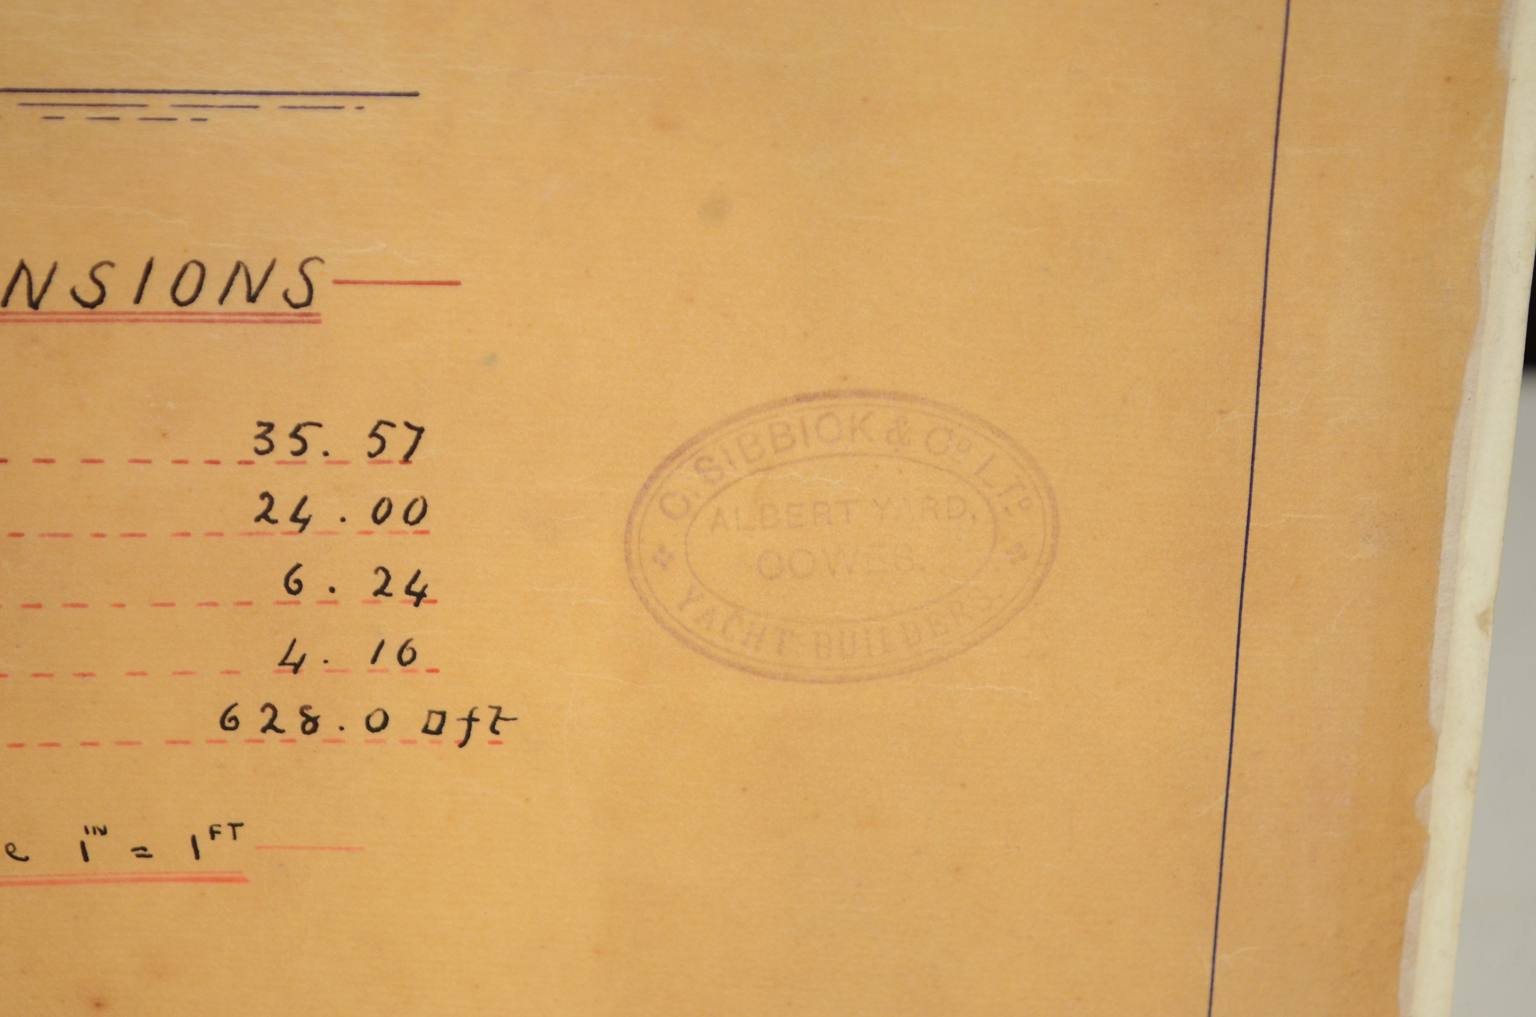 NSIONS
35.57
24.00
6.24
4.16
628.0 □ft
e 1IN = 1FT
C. SIBBICK & Co LTD.
ALBERT YARD,
COWES.
YACHT BUILDERS.